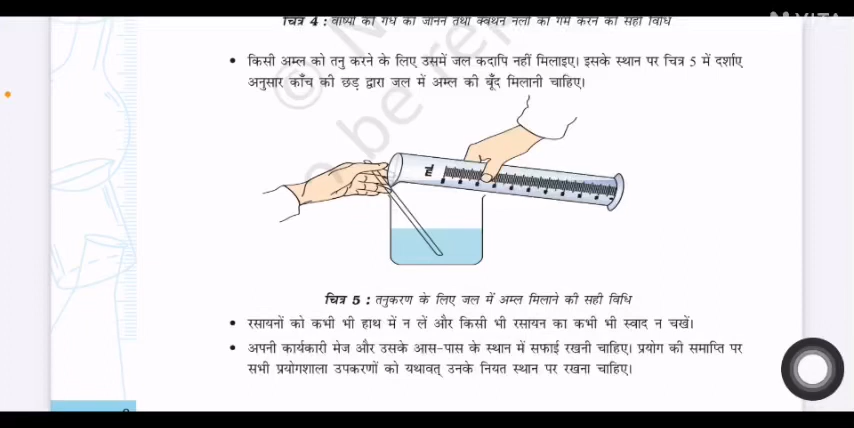 चित्र 4 : वाष्पों की गंध को जानने तथा क्वथन नली को गर्म करने की सही विधि
• किसी अम्ल को तनु करने के लिए उसमें जल कदापि नहीं मिलाइए। इसके स्थान पर चित्र 5 में दर्शाए
अनुसार काँच की छड़ द्वारा जल में अम्ल की बूँद मिलानी चाहिए।
mL
चित्र 5 : तनुकरण के लिए जल में अम्ल मिलाने की सही विधि
• रसायनों को कभी भी हाथ में न लें और किसी भी रसायन का कभी भी स्वाद न चखें।
• अपनी कार्यकारी मेज और उसके आस-पास के स्थान में सफाई रखनी चाहिए। प्रयोग की समाप्ति पर
सभी प्रयोगशाला उपकरणों को यथावत् उनके नियत स्थान पर रखना चाहिए।